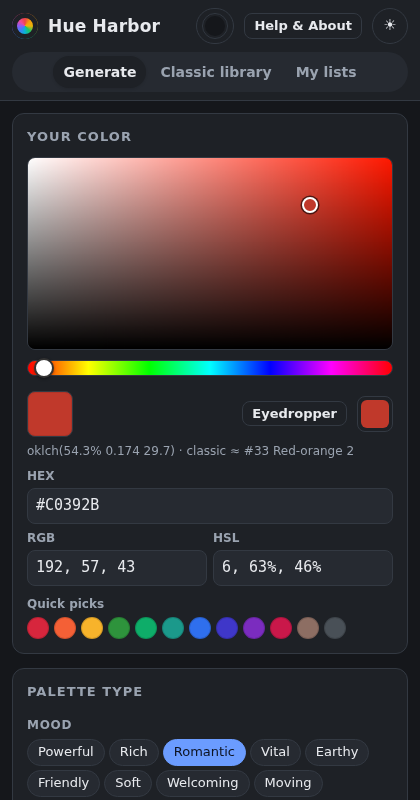 Hue Harbor
Help & About
Generate Classic library My lists
YOUR COLOR
Eyedropper
oklch(54.3% 0.174 29.7) · classic ≈ #33 Red-orange 2
HEX
#C0392B
RGB HSL
192, 57, 43 6, 63%, 46%
Quick picks
PALETTE TYPE
MOOD
Powerful Rich Romantic Vital Earthy
Friendly Soft Welcoming Moving